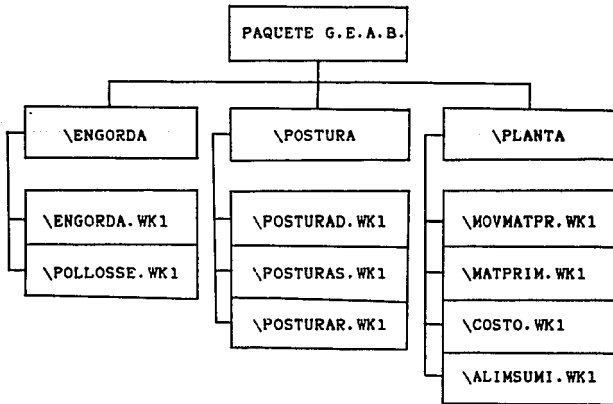 PAQUETE G.E.A.B.
\ENGORDA
\POSTURA
\PLANTA
\ENGORDA.WK1
\POLLOSSE.WK1
\POSTURAD.WK1
\POSTURAS.WK1
\POSTURAR.WK1
\MOVMATPR.WK1
\MATPRIM.WK1
\COSTO.WK1
\ALIMSUMI.WK1